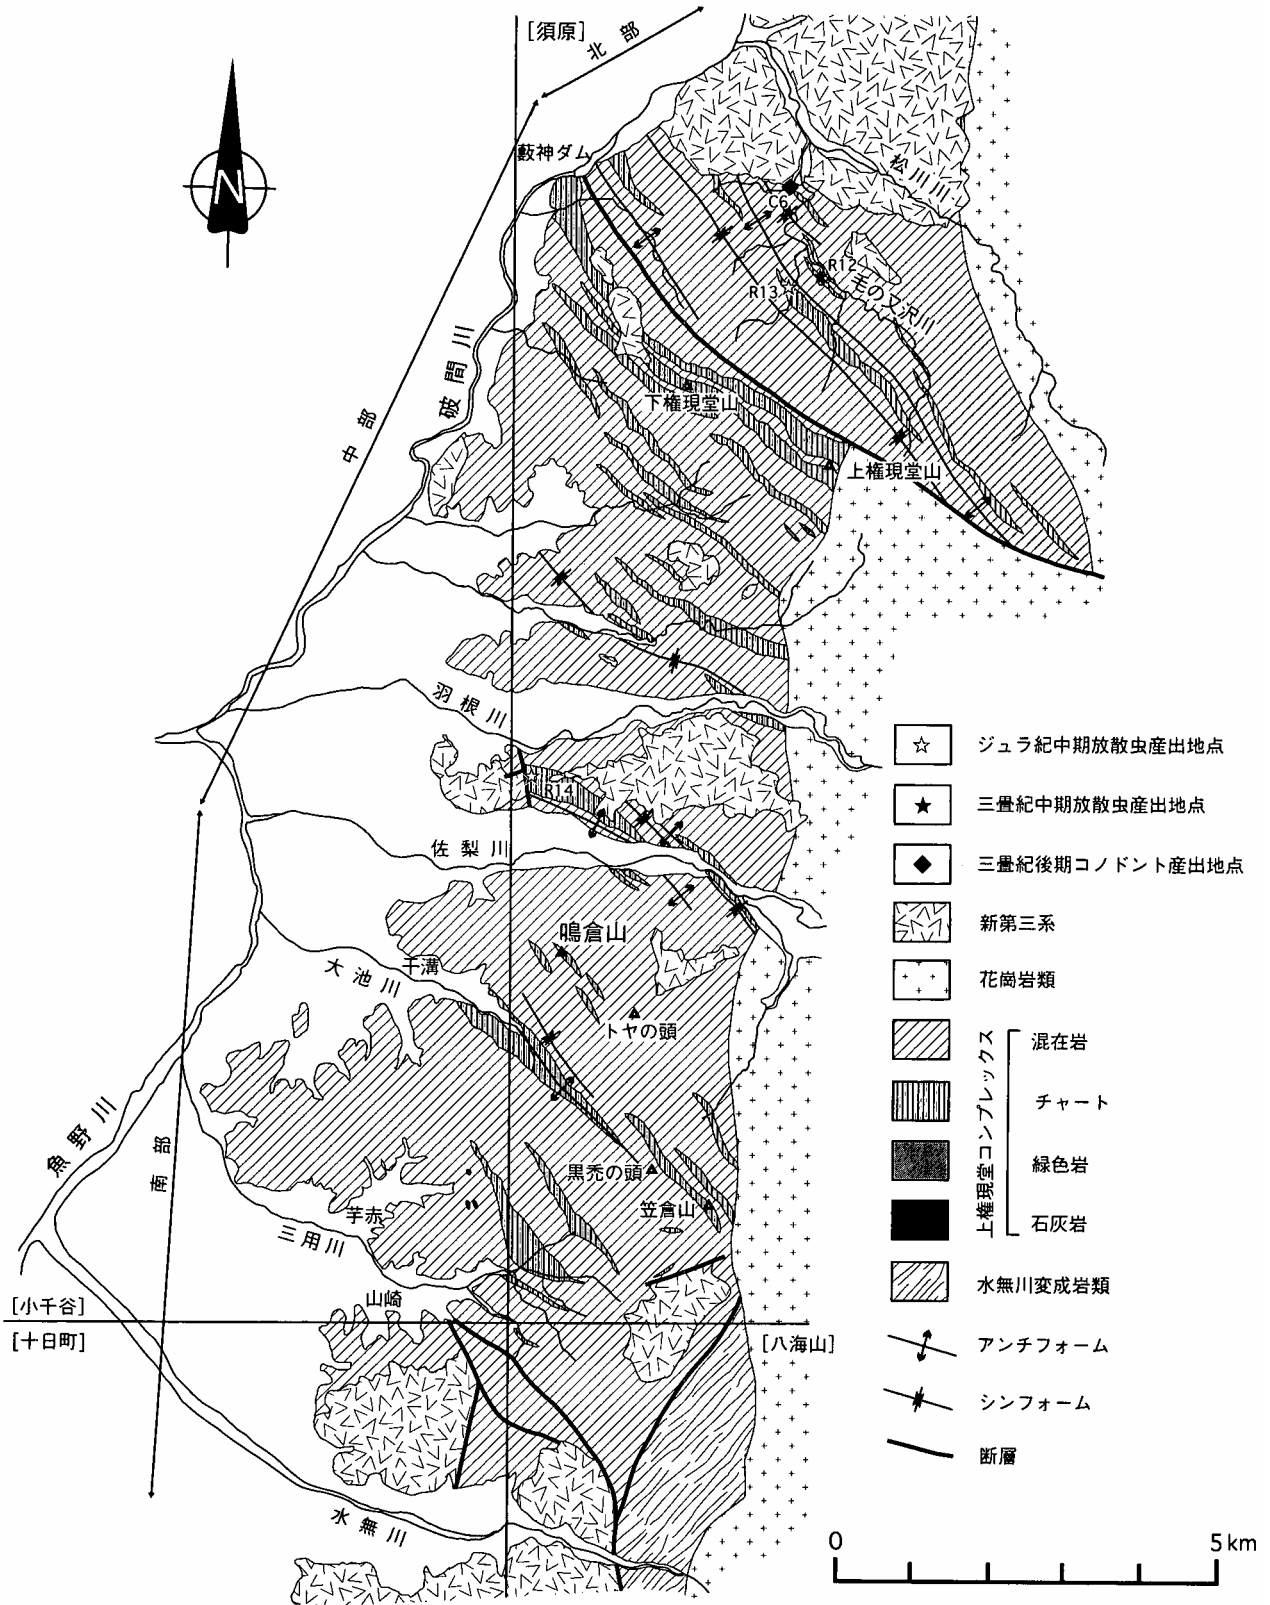 [須原]
北部
N
藪神ダム
松川川
C6
R12
R13
毛の又沢川
破間川
中部
下権現堂山
上権現堂山
羽根川
R14
佐梨川
鳴倉山
干溝
大池川
トヤの頭
魚野川
南部
黒禿の頭
笠倉山
芋赤
三用川
山崎
[小千谷]
[十日町]
[八海山]
水無川
☆ ジュラ紀中期放散虫産出地点
★ 三畳紀中期放散虫産出地点
◆ 三畳紀後期コノドント産出地点
新第三系
花崗岩類
上権現堂コンプレックス
混在岩
チャート
緑色岩
石灰岩
水無川変成岩類
アンチフォーム
シンフォーム
断層
0 5 km